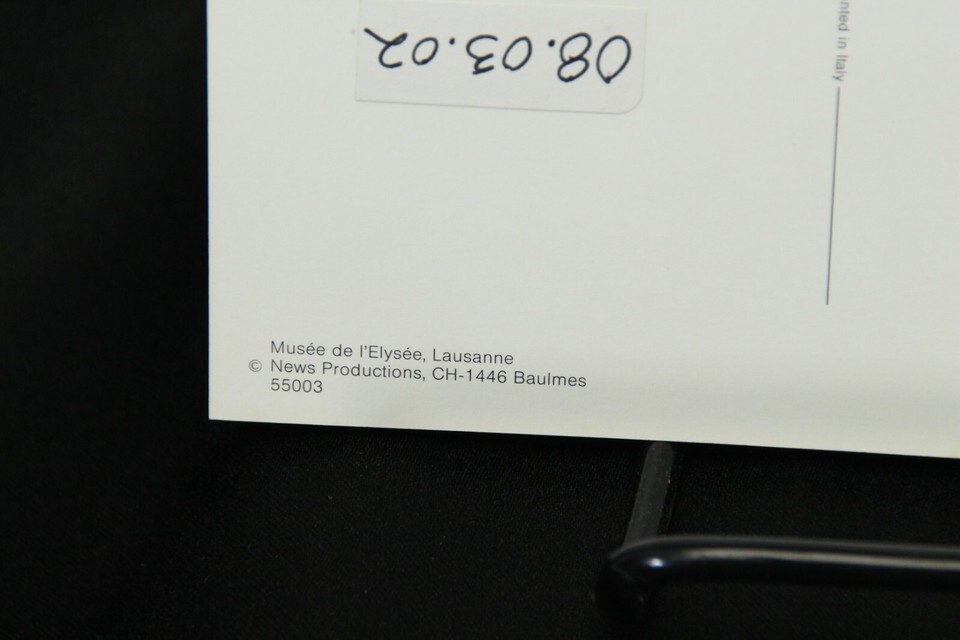 08.03.02
nted in Italy
Musée de l'Elysée, Lausanne
© News Productions, CH-1446 Baulmes
55003